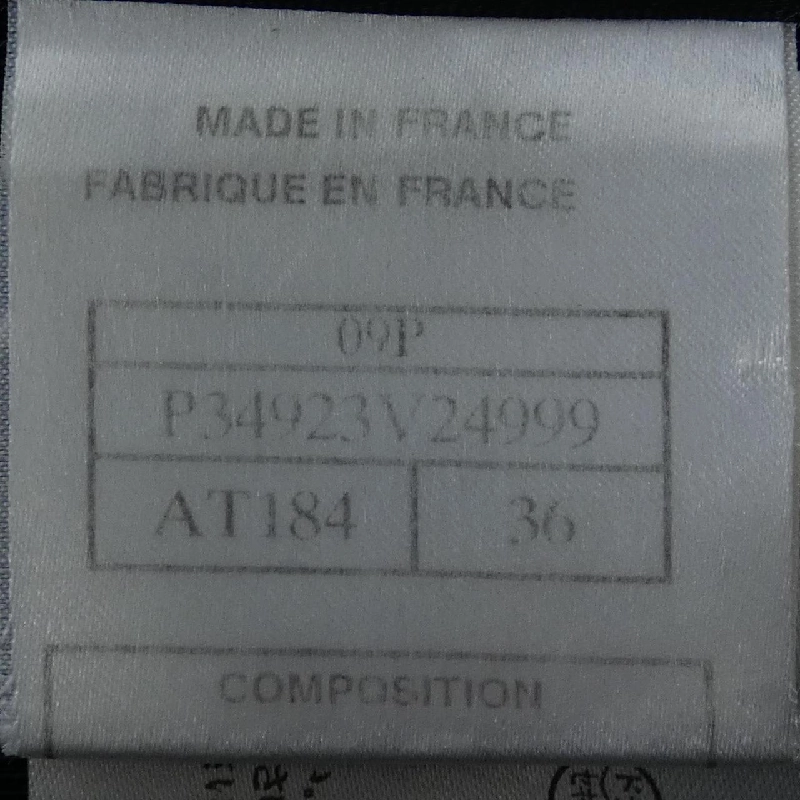 MADE IN FRANCE
FABRIQUE EN FRANCE
09P
P34923V24999
AT184
36
COMPOSITION